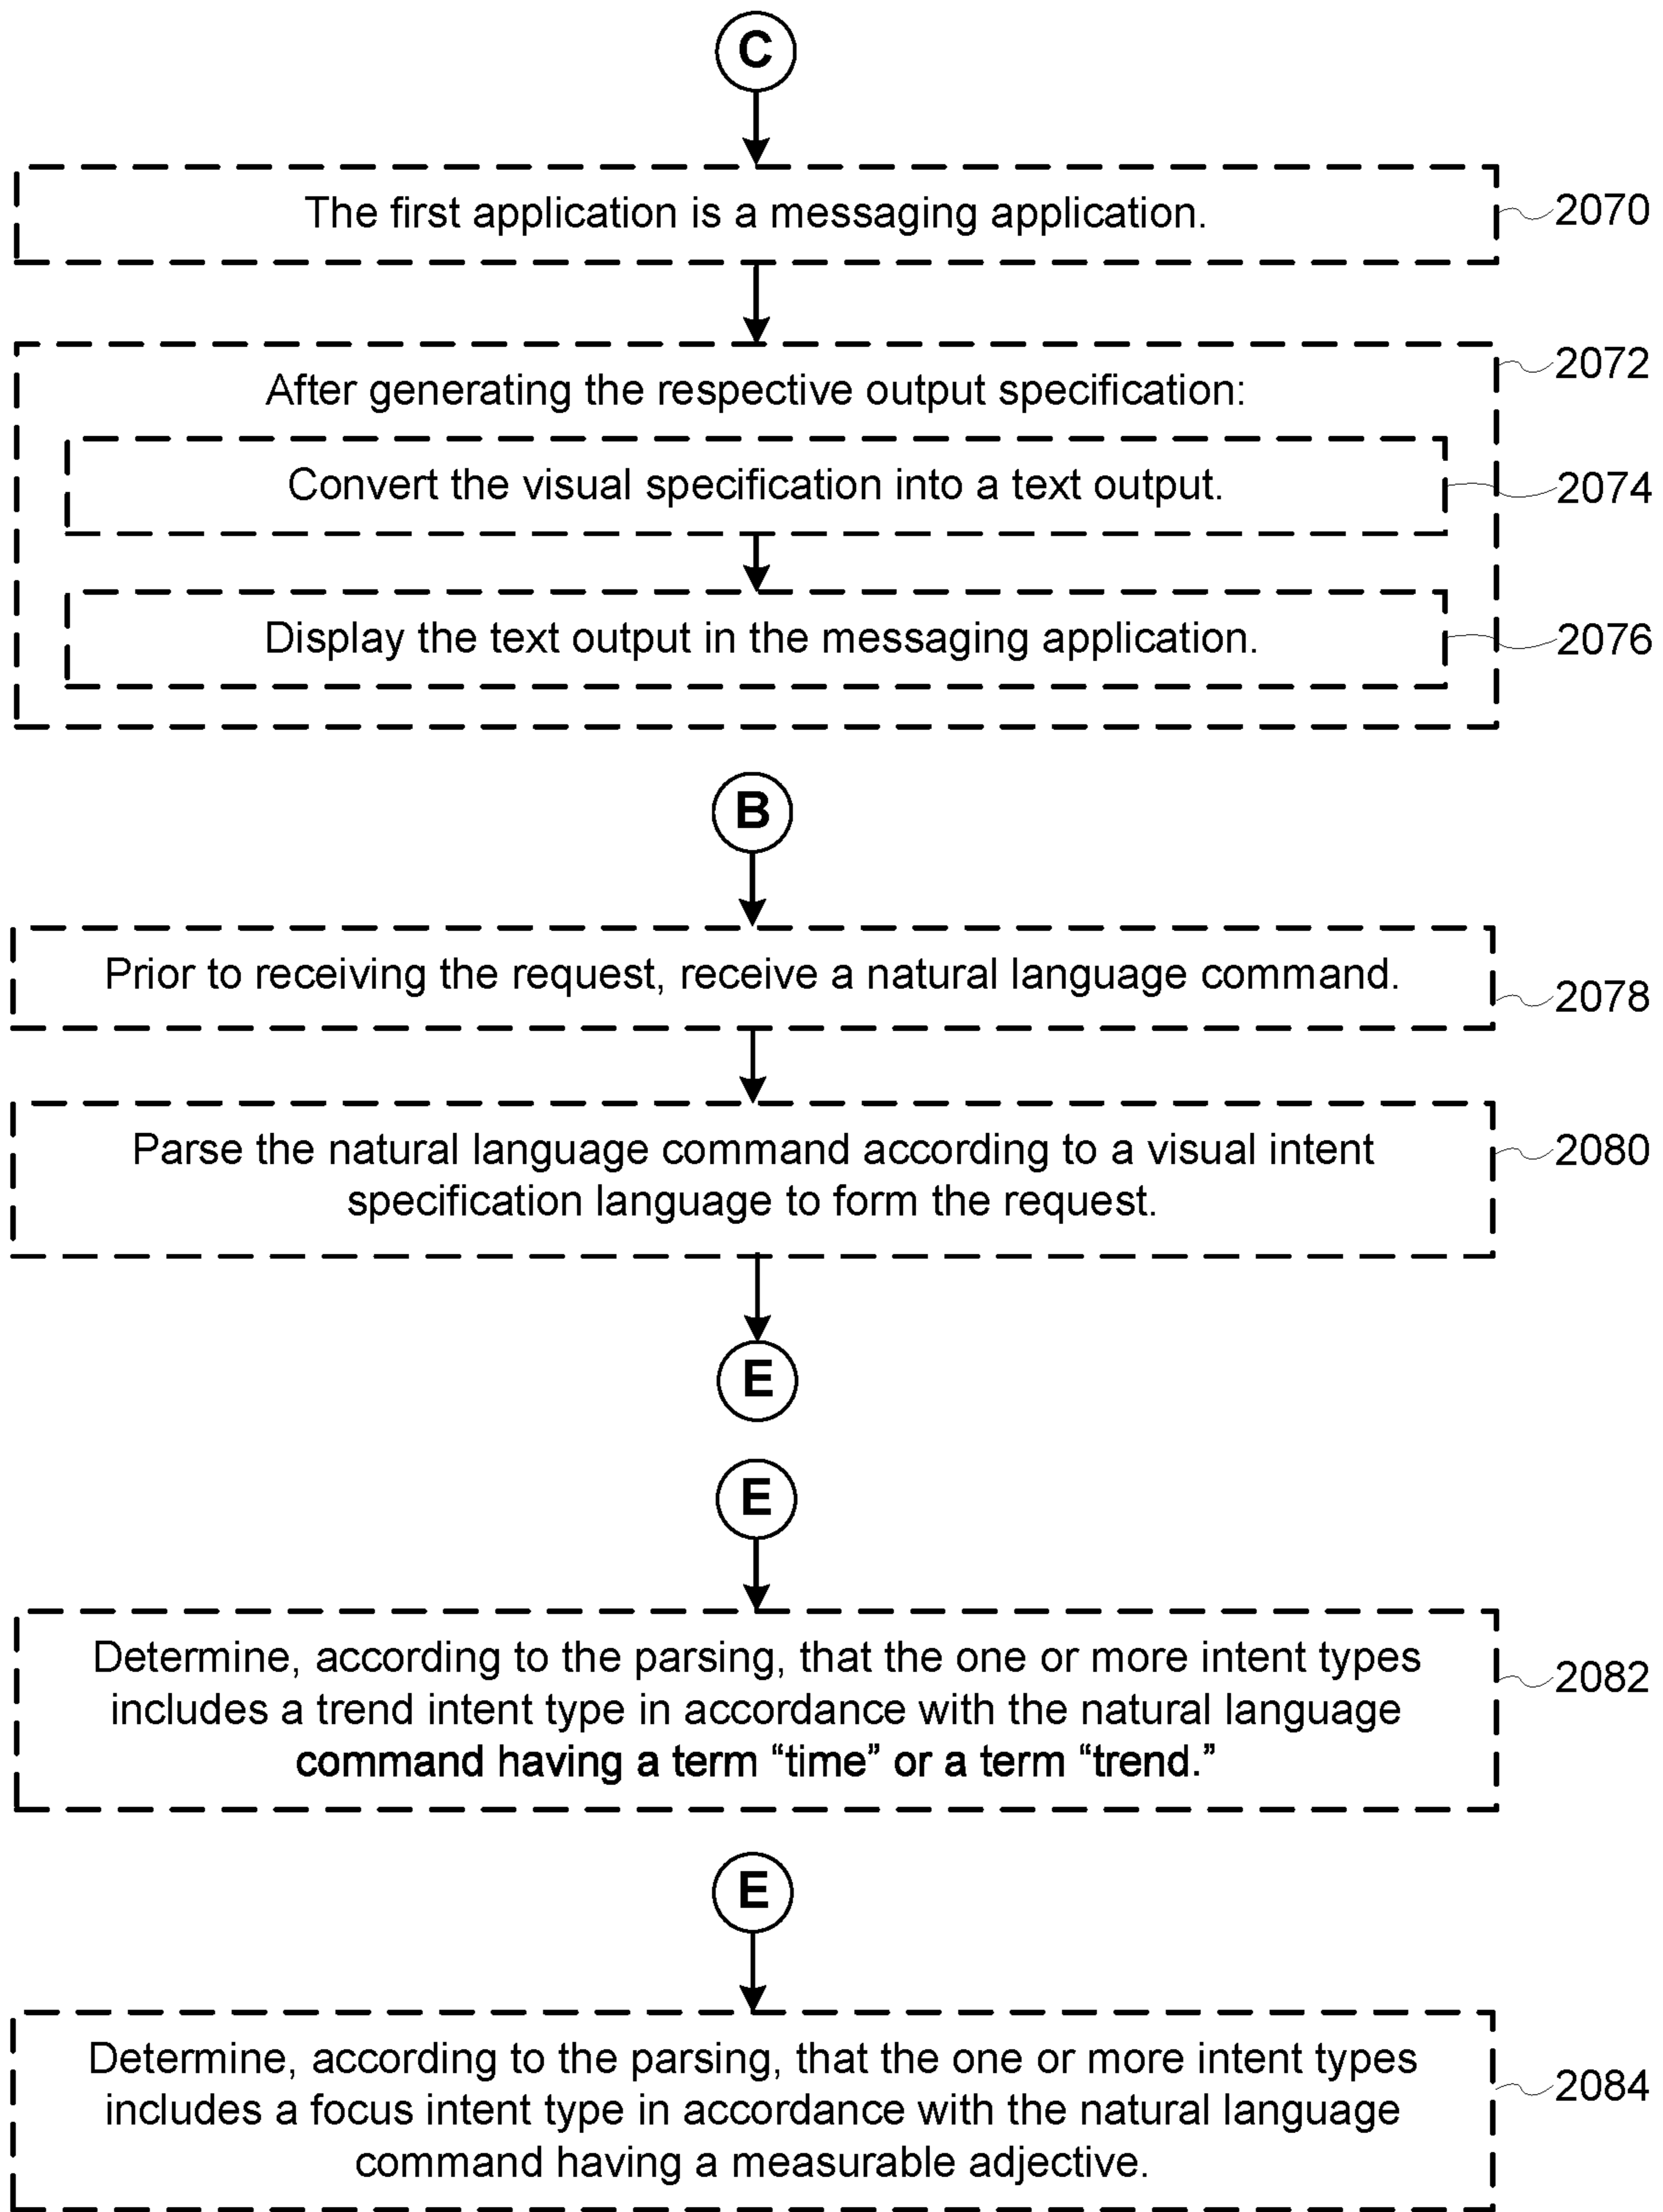 C
The first application is a messaging application.
2070
After generating the respective output specification:
2072
Convert the visual specification into a text output.
2074
Display the text output in the messaging application.
2076
B
Prior to receiving the request, receive a natural language command.
2078
Parse the natural language command according to a visual intent
specification language to form the request.
2080
E
E
Determine, according to the parsing, that the one or more intent types
includes a trend intent type in accordance with the natural language
command having a term “time” or a term “trend.”
2082
E
Determine, according to the parsing, that the one or more intent types
includes a focus intent type in accordance with the natural language
command having a measurable adjective.
2084